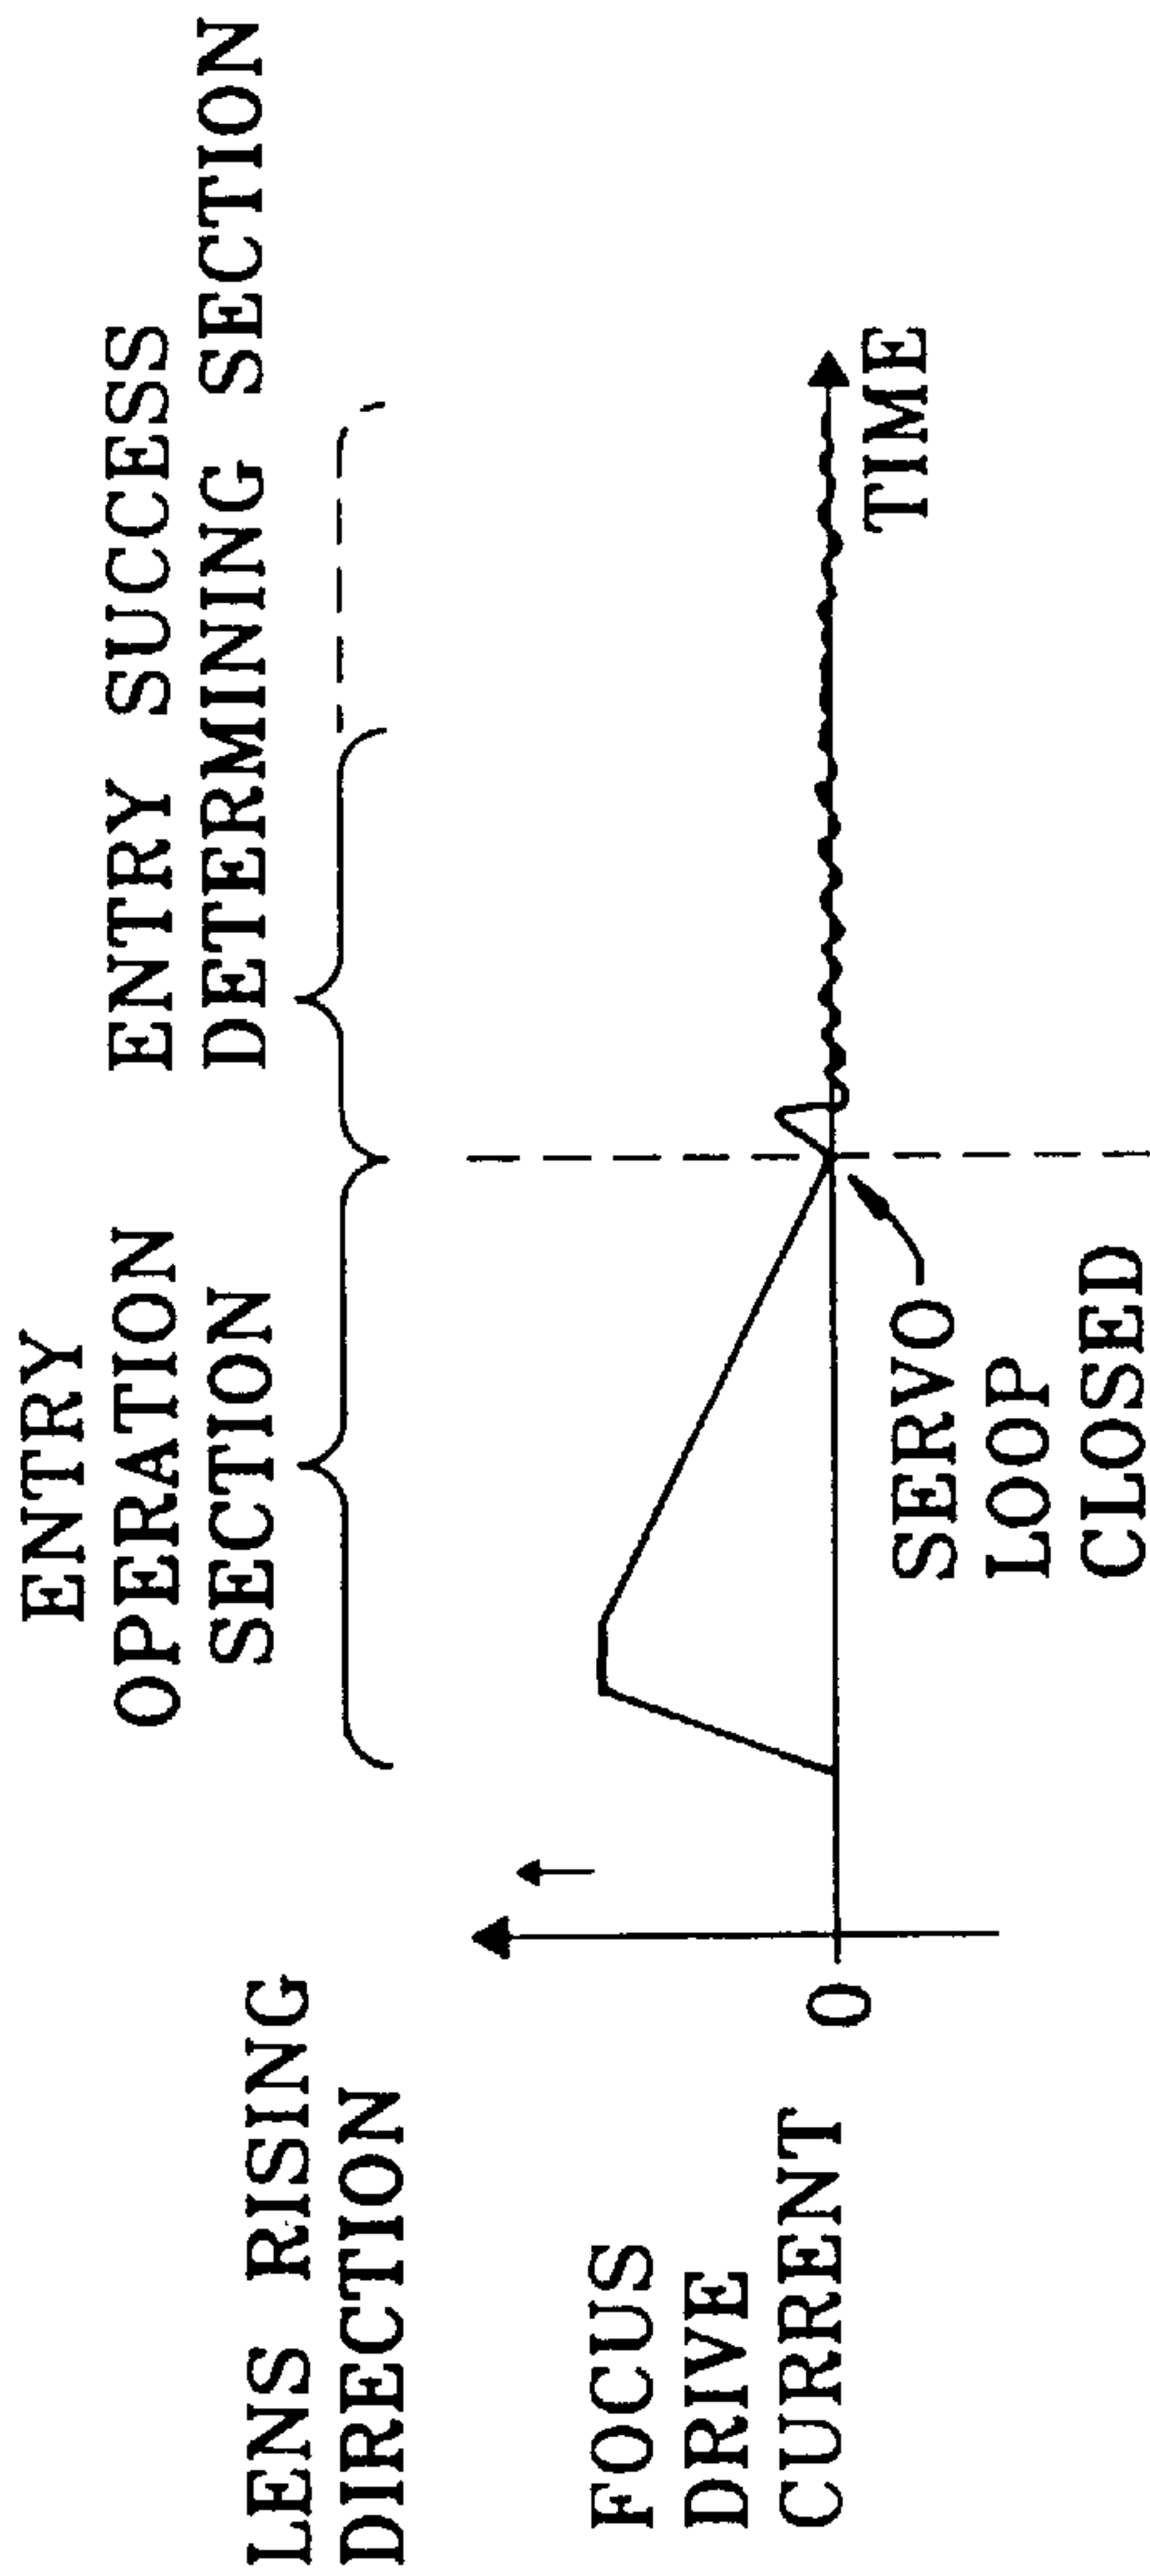 ENTRY
OPERATION
SECTION
ENTRY SUCCESS
DETERMINING SECTION
LENS RISING
DIRECTION
FOCUS
DRIVE
CURRENT
0
SERVO
LOOP
CLOSED
TIME